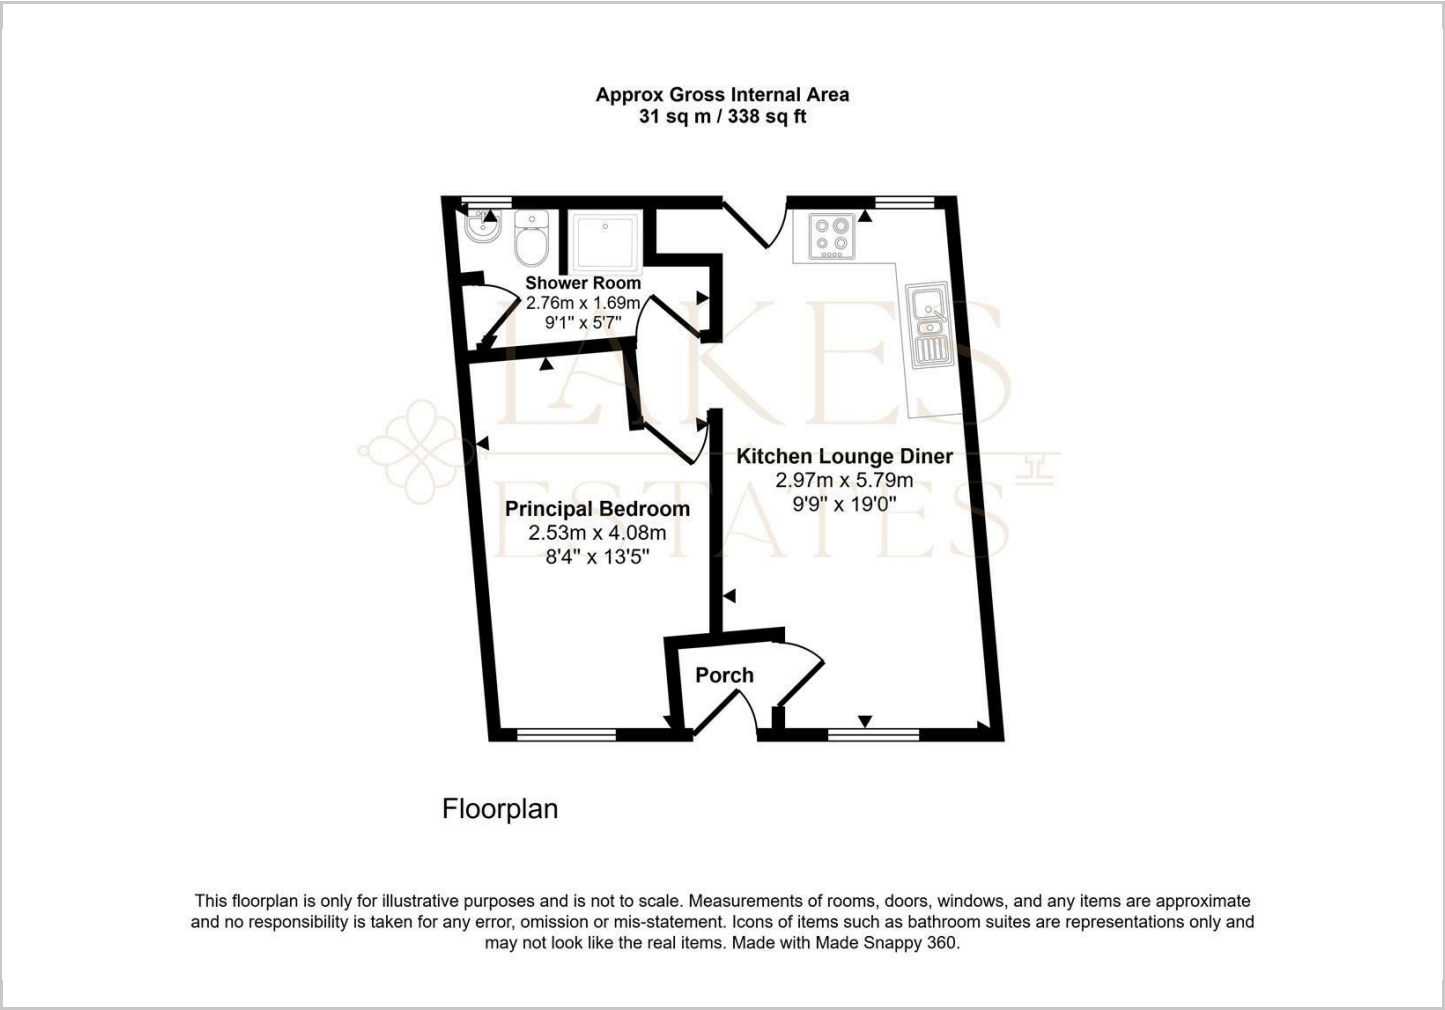 Approx Gross Internal Area
31 sq m / 338 sq ft
Shower Room
2.76m x 1.69m
9'1" x 5'7"
LAKES
ESTATES
Kitchen Lounge Diner
2.97m x 5.79m
9'9" x 19'0"
Principal Bedroom
2.53m x 4.08m
8'4" x 13'5"
Porch
Floorplan
This floorplan is only for illustrative purposes and is not to scale. Measurements of rooms, doors, windows, and any items are approximate
and no responsibility is taken for any error, omission or mis-statement. Icons of items such as bathroom suites are representations only and
may not look like the real items. Made with Made Snappy 360.